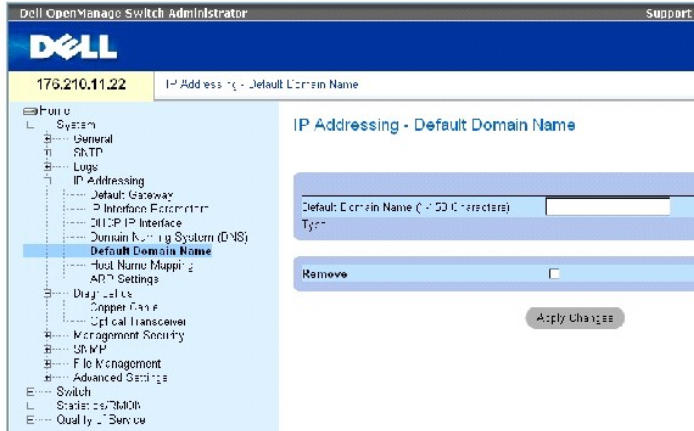 Dell OpenManage Switch Administrator
Support
DELL
176.210.11.22
IP Addressing - Default Domain Name
Home
System
General
SNTP
Logs
IP Addressing
Default Gateway
IP Interface Parameters
DHCP IP Interface
Domain Naming System (DNS)
Default Domain Name
Host Name Mapping
ARP Settings
Diagnostics
Copper Cable
Optical Transceiver
Management Security
SNMP
File Management
Advanced Settings
Switch
Statistics/RMON
Quality of Service
IP Addressing - Default Domain Name
Default Domain Name (1-158 Characters)
Type
Remove
Apply Changes